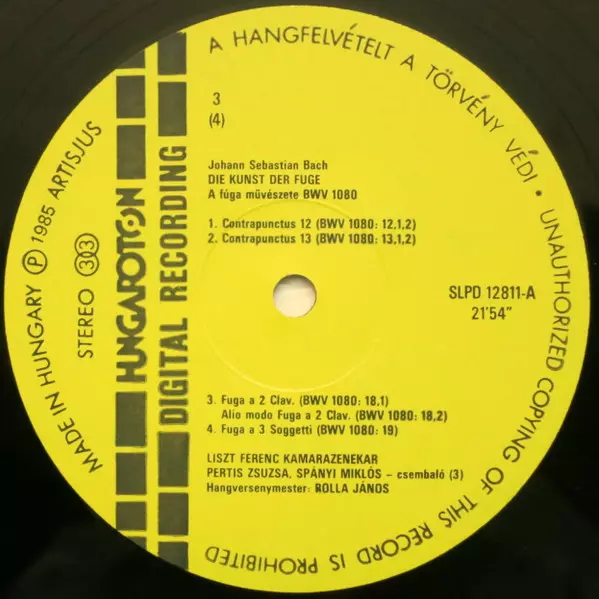 A HANGFELVÉTELT A TÖRVÉNY VÉDI • UNAUTHORIZED COPYING OF THIS RECORD IS PROHIBITED
MADE IN HUNGARY Ⓟ 1985 ARTISJUS
STEREO 33
HUNGAROTON
DIGITAL RECORDING
3
(4)
Johann Sebastian Bach
DIE KUNST DER FUGE
A fúga művészete BWV 1080
1. Contrapunctus 12 (BWV 1080: 12,1,2)
2. Contrapunctus 13 (BWV 1080: 13,1,2)
SLPD 12811-A
21'54"
3. Fuga a 2 Clav. (BWV 1080: 18,1)
Alio modo Fuga a 2 Clav. (BWV 1080: 18,2)
4. Fuga a 3 Soggetti (BWV 1080: 19)
LISZT FERENC KAMARAZENEKAR
PERTIS ZSUZSA, SPÁNYI MIKLÓS – csembaló (3)
Hangversenymester: ROLLA JÁNOS